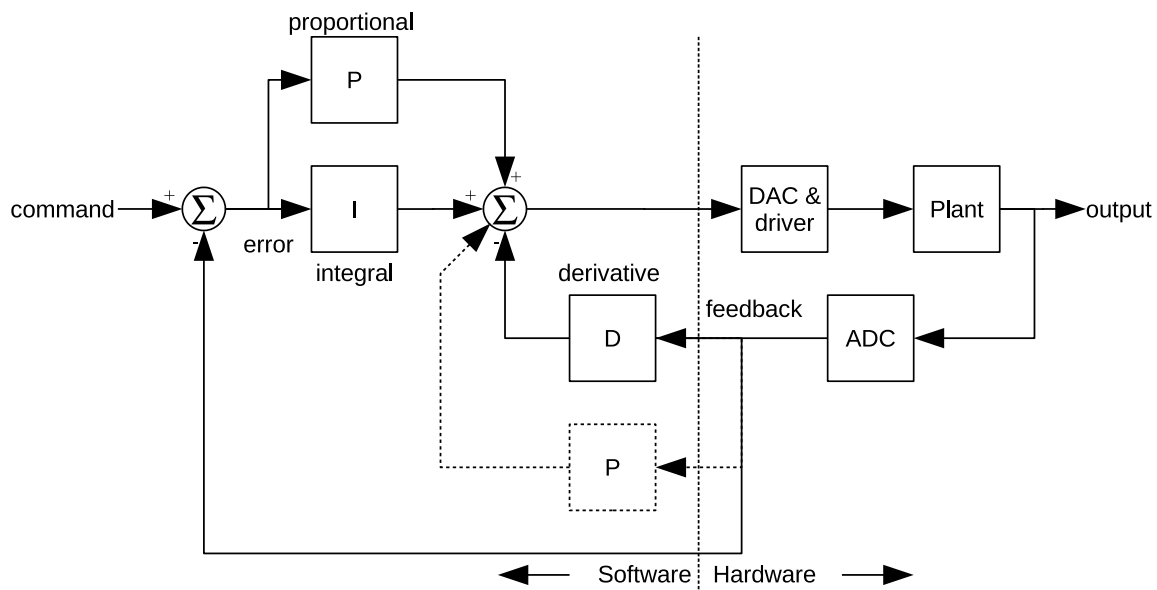 proportional
P
+
+
DAC &
driver
Plant
command
+
Σ
I
+
Σ
output
-
error
-
integral
derivative
feedback
D
ADC
P
Software
Hardware